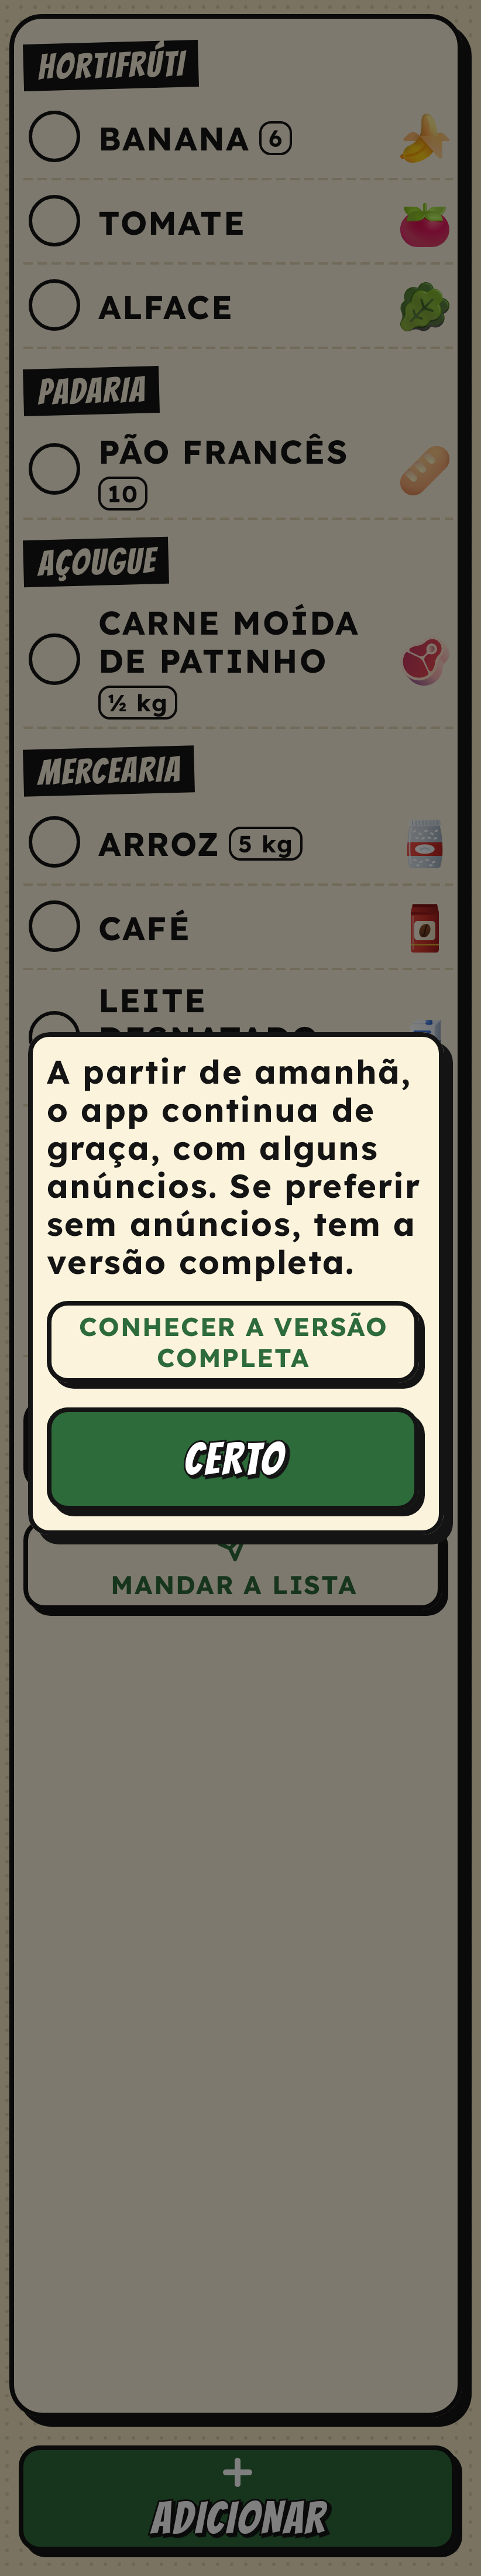 HORTIFRÚTI
BANANA 6
TOMATE
ALFACE
PADARIA
PÃO FRANCÊS
10
AÇOUGUE
CARNE MOÍDA
DE PATINHO
½ kg
MERCEARIA
ARROZ 5 kg
CAFÉ
LEITE
DESNATADO
A partir de amanhã,
o app continua de
graça, com alguns
anúncios. Se preferir
sem anúncios, tem a
versão completa.
CONHECER A VERSÃO
COMPLETA
CERTO
MANDAR A LISTA
ADICIONAR